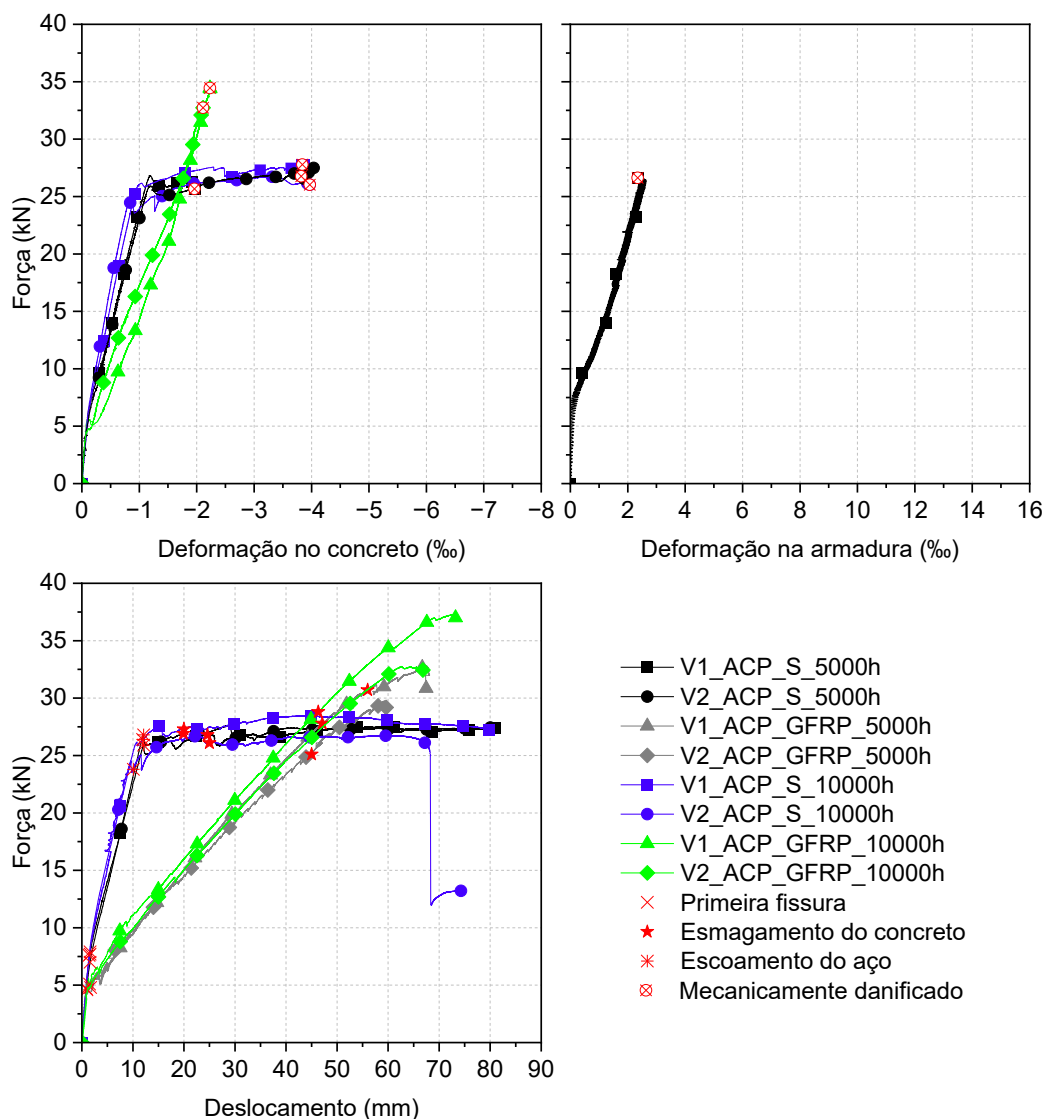 40
35
30
25
20
15
10
5
0
Força (kN)
0 −1 −2 −3 −4 −5 −6 −7 −8
Deformação no concreto (‰)
0 2 4 6 8 10 12 14 16
Deformação na armadura (‰)
40
35
30
25
20
15
10
5
0
Força (kN)
0 10 20 30 40 50 60 70 80 90
Deslocamento (mm)
V1_ACP_S_5000h
V2_ACP_S_5000h
V1_ACP_GFRP_5000h
V2_ACP_GFRP_5000h
V1_ACP_S_10000h
V2_ACP_S_10000h
V1_ACP_GFRP_10000h
V2_ACP_GFRP_10000h
Primeira fissura
Esmagamento do concreto
Escoamento do aço
Mecanicamente danificado